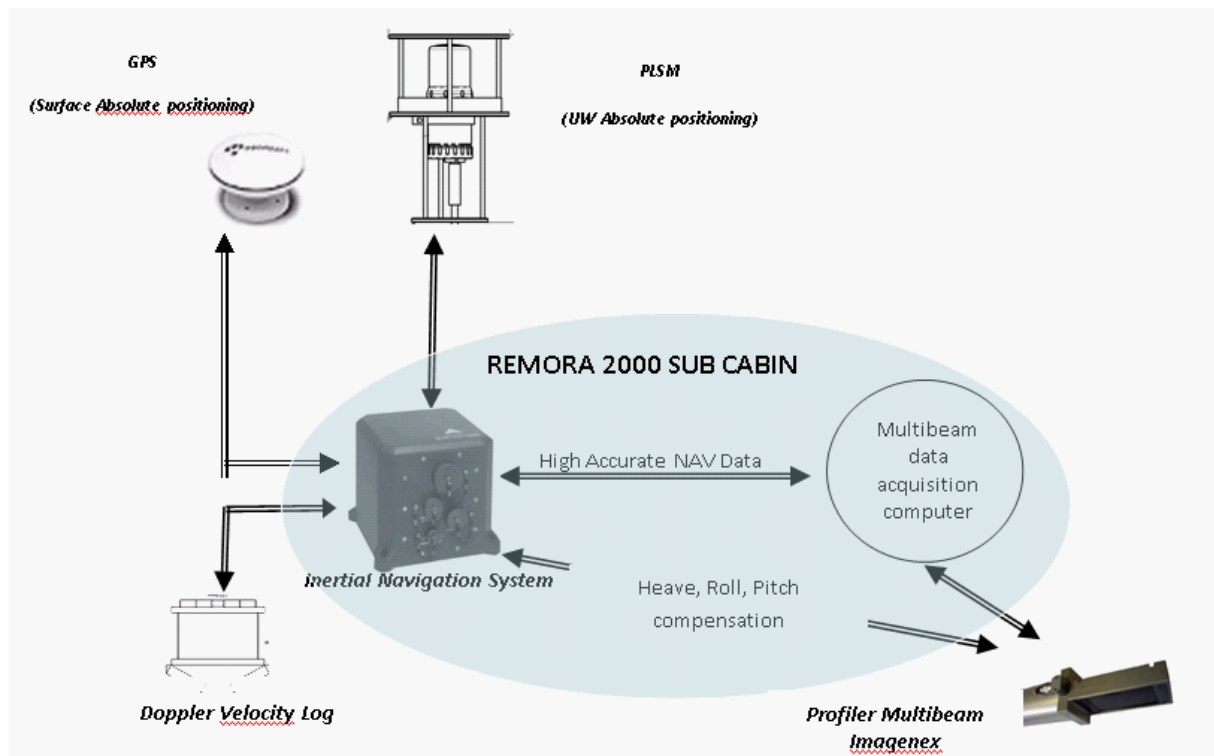 GPS
(Surface Absolute positioning)
PLSM
(UW Absolute positioning)
REMORA 2000 SUB CABIN
High Accurate NAV Data
Multibeam
data
acquisition
computer
Inertial Navigation System
Heave, Roll, Pitch
compensation
Doppler Velocity Log
Profiler Multibeam
Imagenex